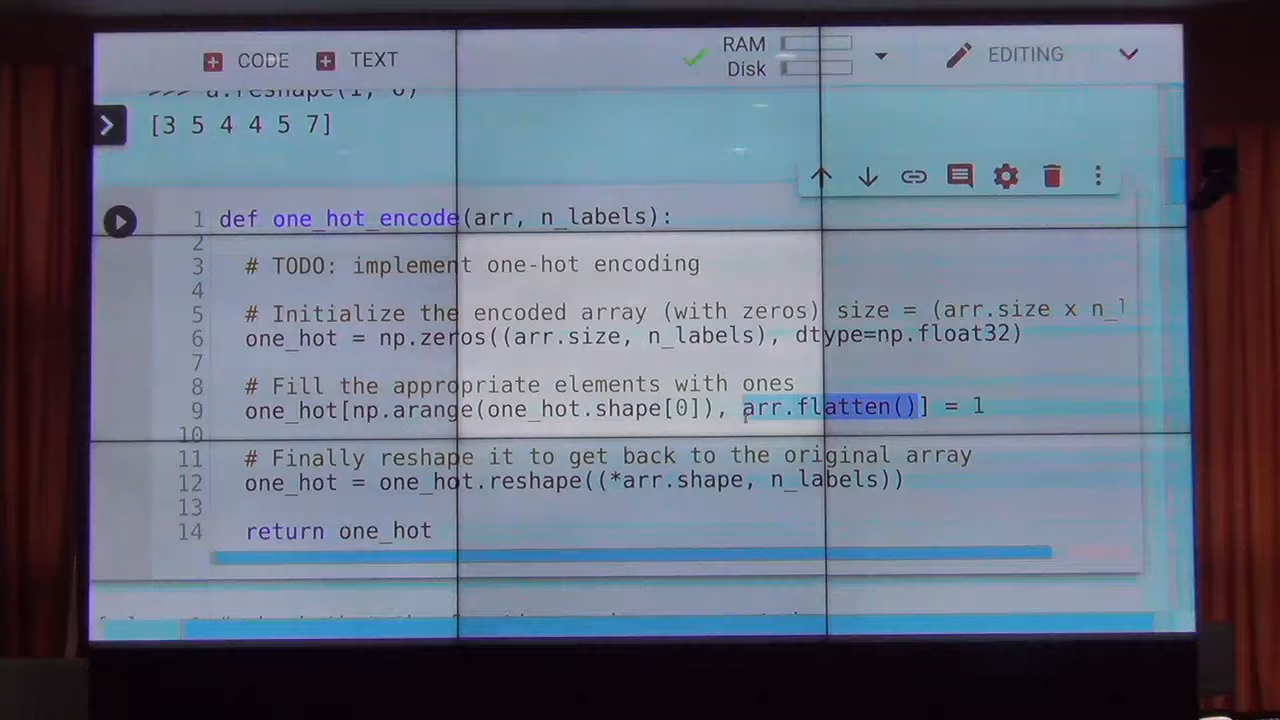 CODE TEXT RAM Disk EDITING
>>> a.reshape(1, 6)
[3 5 4 4 5 7]
1 def one_hot_encode(arr, n_labels):
2
3 # TODO: implement one-hot encoding
4
5 # Initialize the encoded array (with zeros) size = (arr.size x n_l
6 one_hot = np.zeros((arr.size, n_labels), dtype=np.float32)
7
8 # Fill the appropriate elements with ones
9 one_hot[np.arange(one_hot.shape[0]), arr.flatten()] = 1
10
11 # Finally reshape it to get back to the original array
12 one_hot = one_hot.reshape((*arr.shape, n_labels))
13
14 return one_hot